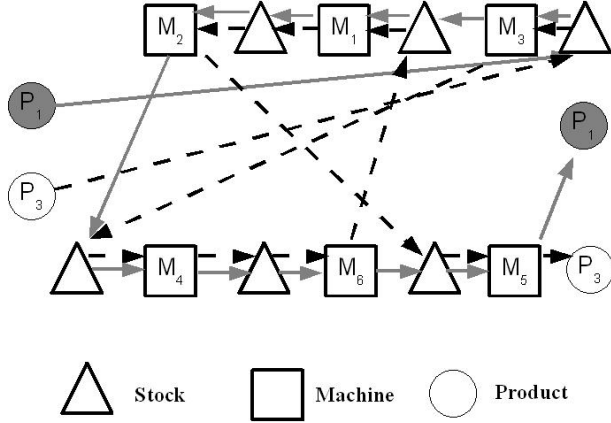 M₂ M₁ M₃
P₁
P₁
P₃
M₄ M₆ M₅ P₃
Stock Machine Product